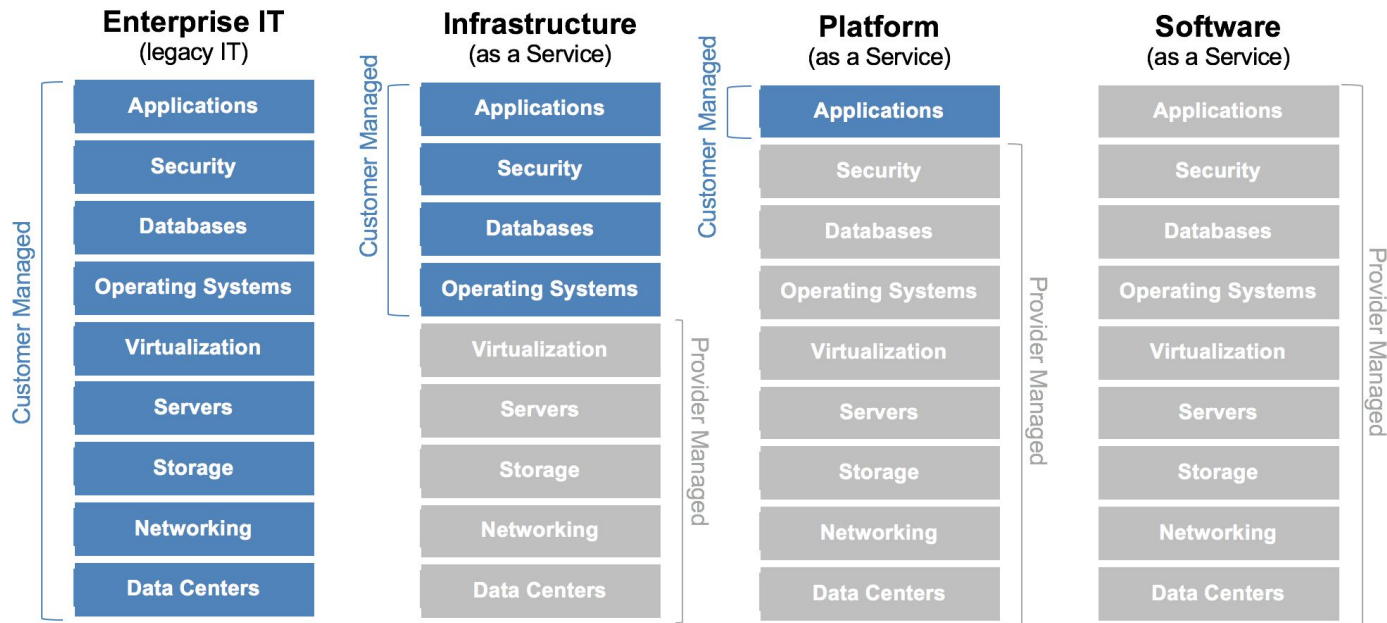 Enterprise IT
(legacy IT)
Customer Managed
Applications
Security
Databases
Operating Systems
Virtualization
Servers
Storage
Networking
Data Centers
Infrastructure
(as a Service)
Customer Managed
Applications
Security
Databases
Operating Systems
Virtualization
Servers
Storage
Networking
Data Centers
Provider Managed
Platform
(as a Service)
Customer Managed
Applications
Security
Databases
Operating Systems
Virtualization
Servers
Storage
Networking
Data Centers
Provider Managed
Software
(as a Service)
Applications
Security
Databases
Operating Systems
Virtualization
Servers
Storage
Networking
Data Centers
Provider Managed